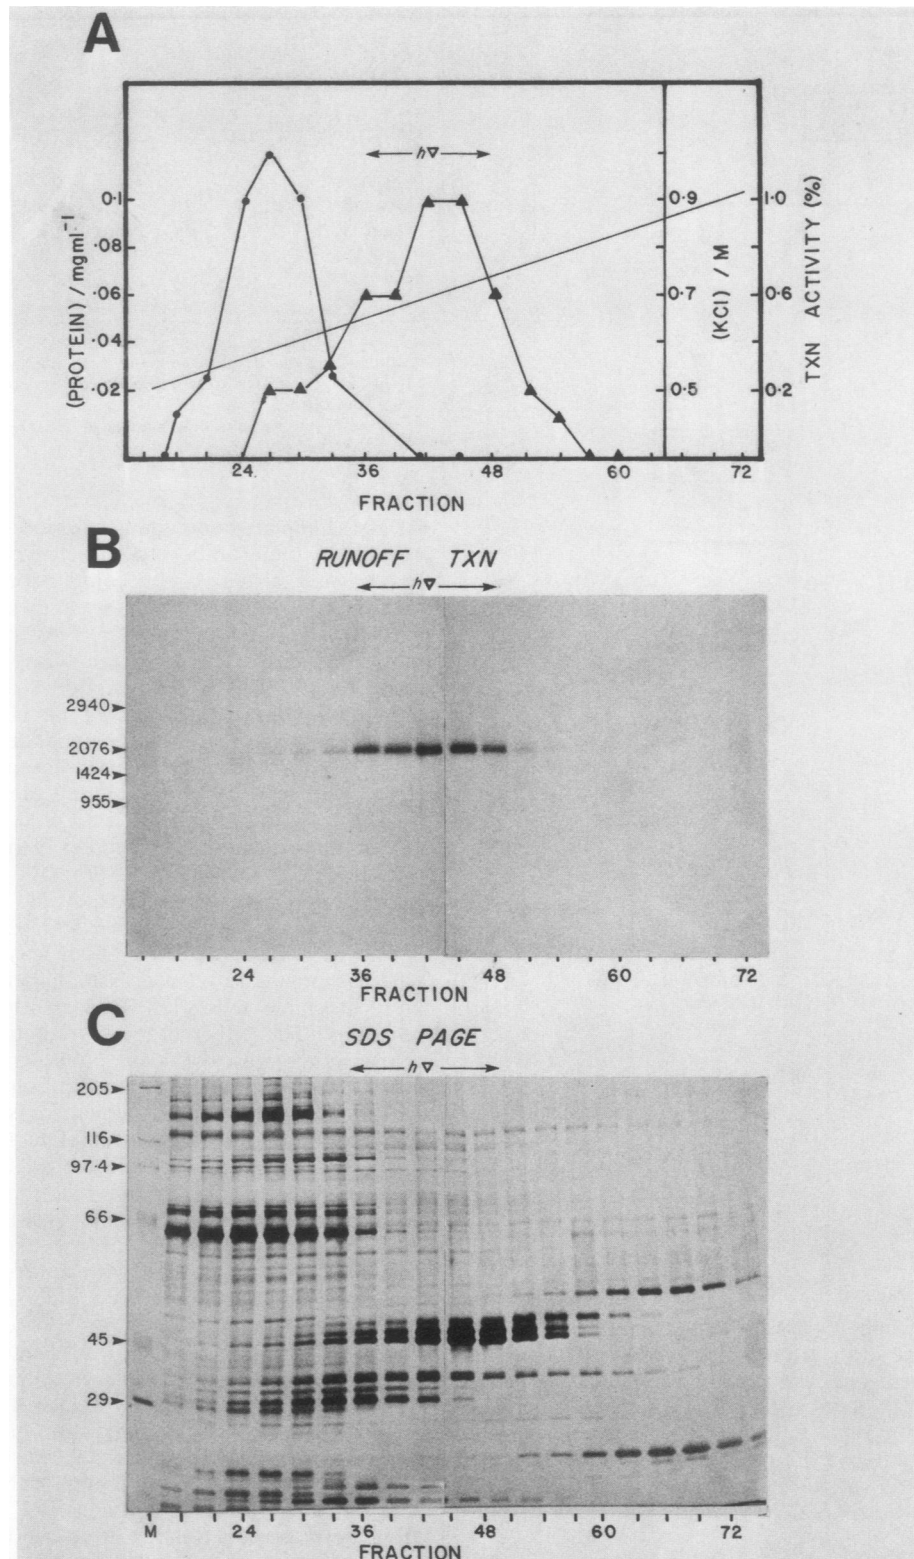 A
h∇
0·1
·08
·06
·04
·02
(PROTEIN) / mgml⁻¹
0·9
0·7
0·5
(KCl) / M
1·0
0·6
0·2
TXN ACTIVITY (%)
24 36 48 60 72
FRACTION
B
RUNOFF TXN
h∇
2940
2076
1424
955
24 36 48 60 72
FRACTION
C
SDS PAGE
h∇
205
116
97·4
66
45
29
M 24 36 48 60 72
FRACTION